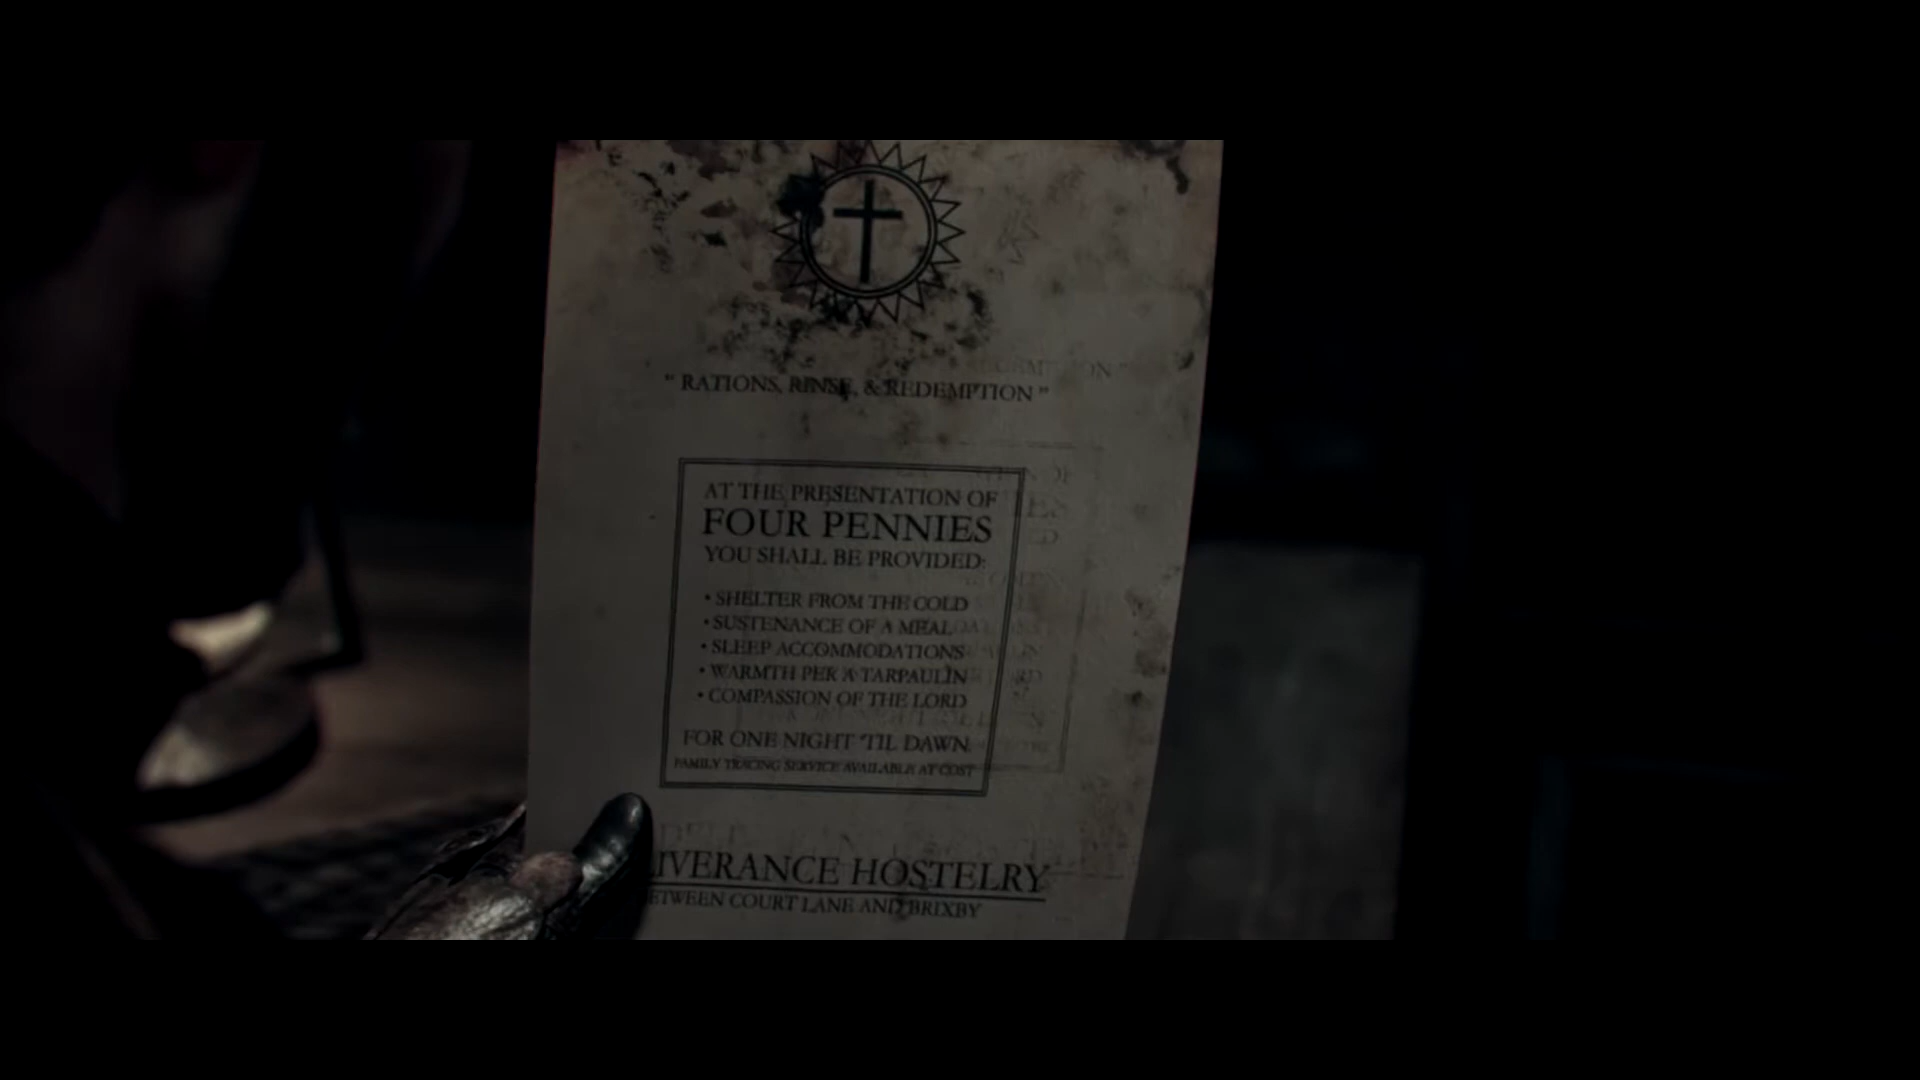 " RATIONS, RINSE, & REDEMPTION "
AT THE PRESENTATION OF
FOUR PENNIES
YOU SHALL BE PROVIDED:
• SHELTER FROM THE COLD
• SUSTENANCE OF A MEAL
• SLEEP ACCOMMODATIONS
• WARMTH PER A TARPAULIN
• COMPASSION OF THE LORD
FOR ONE NIGHT 'TIL DAWN
FAMILY TRACING SERVICE AVAILABLE AT COST
LIVERANCE HOSTELRY
ETWEEN COURT LANE AND BRIXBY